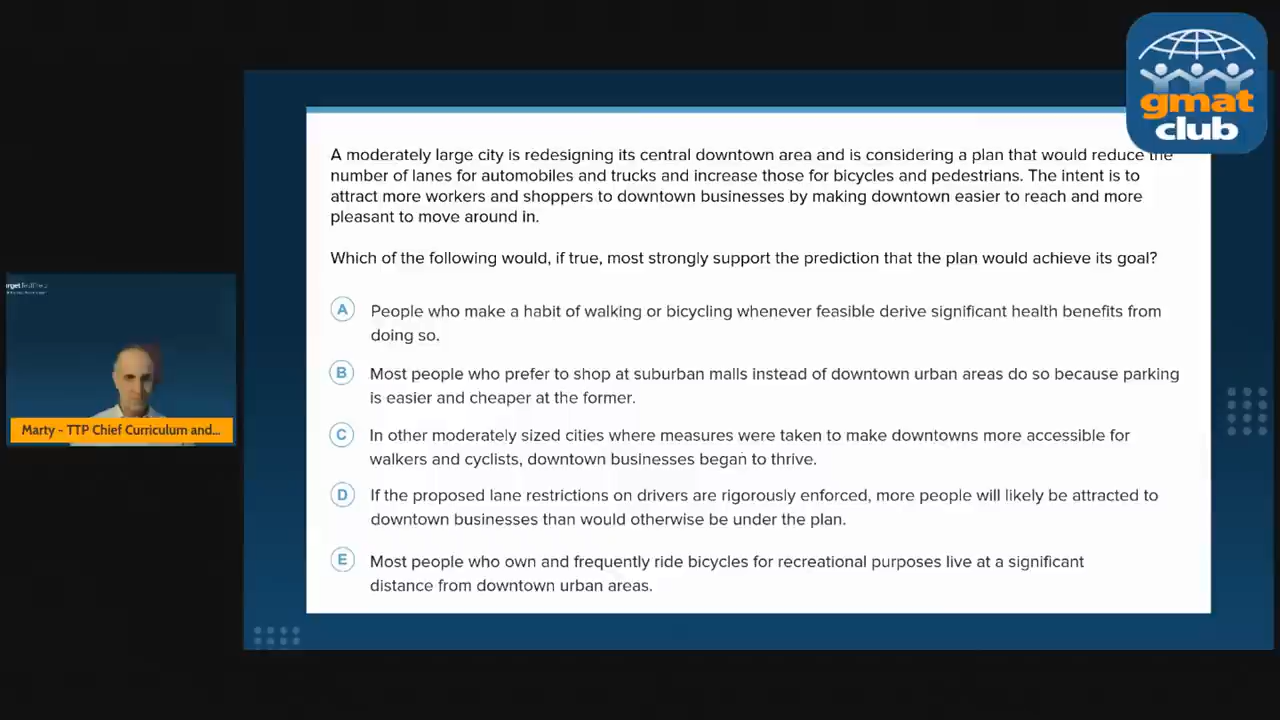 gmat
club
A moderately large city is redesigning its central downtown area and is considering a plan that would reduce the
number of lanes for automobiles and trucks and increase those for bicycles and pedestrians. The intent is to
attract more workers and shoppers to downtown businesses by making downtown easier to reach and more
pleasant to move around in.
Which of the following would, if true, most strongly support the prediction that the plan would achieve its goal?
A People who make a habit of walking or bicycling whenever feasible derive significant health benefits from
doing so.
B Most people who prefer to shop at suburban malls instead of downtown urban areas do so because parking
is easier and cheaper at the former.
C In other moderately sized cities where measures were taken to make downtowns more accessible for
walkers and cyclists, downtown businesses began to thrive.
D If the proposed lane restrictions on drivers are rigorously enforced, more people will likely be attracted to
downtown businesses than would otherwise be under the plan.
E Most people who own and frequently ride bicycles for recreational purposes live at a significant
distance from downtown urban areas.
Marty - TTP Chief Curriculum and...